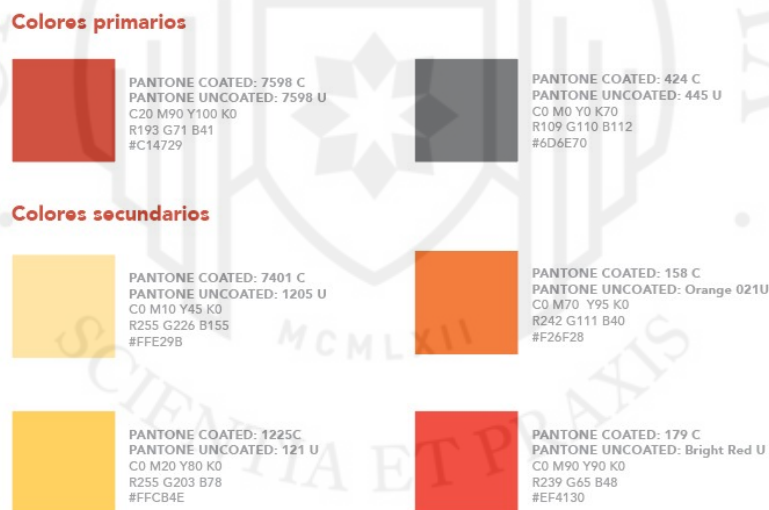 Colores primarios
PANTONE COATED: 7598 C
PANTONE UNCOATED: 7598 U
C20 M90 Y100 K0
R193 G71 B41
#C14729
PANTONE COATED: 424 C
PANTONE UNCOATED: 445 U
C0 M0 Y0 K70
R109 G110 B112
#6D6E70
Colores secundarios
PANTONE COATED: 7401 C
PANTONE UNCOATED: 1205 U
C0 M10 Y45 K0
R255 G226 B155
#FFE29B
PANTONE COATED: 158 C
PANTONE UNCOATED: Orange 021U
C0 M70 Y95 K0
R242 G111 B40
#F26F28
PANTONE COATED: 1225C
PANTONE UNCOATED: 121 U
C0 M20 Y80 K0
R255 G203 B78
#FFCB4E
PANTONE COATED: 179 C
PANTONE UNCOATED: Bright Red U
C0 M90 Y90 K0
R239 G65 B48
#EF4130
MCMLXII
SCIENTIA ET PRAXIS